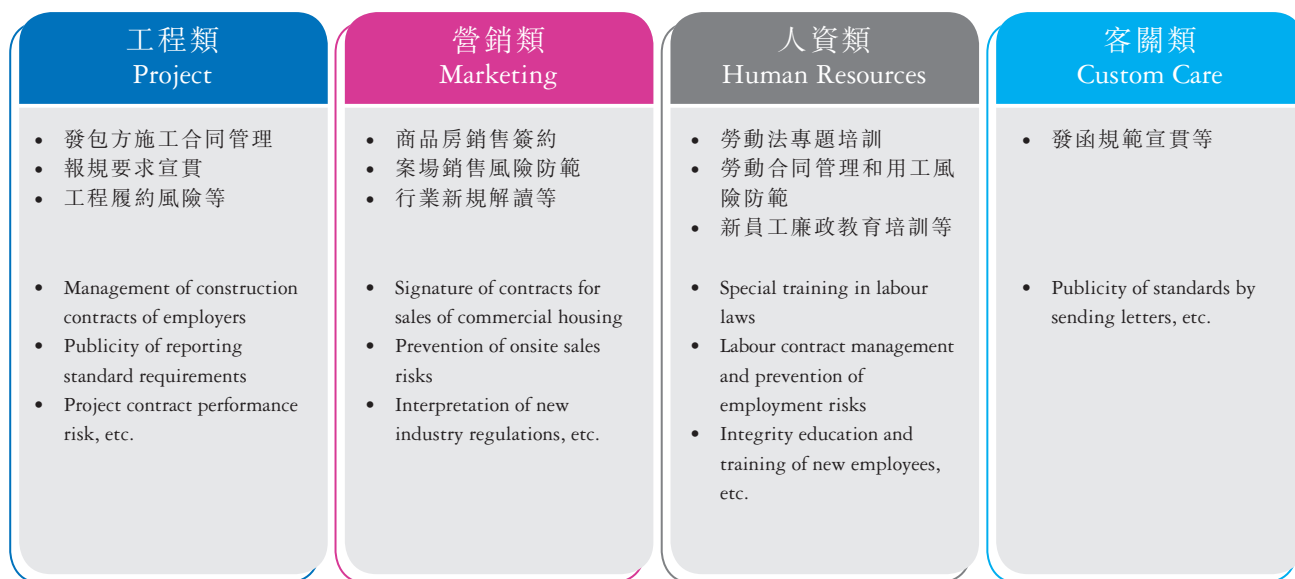 工程類
Project
• 發包方施工合同管理
• 報規要求宣貫
• 工程履約風險等
• Management of construction
contracts of employers
• Publicity of reporting
standard requirements
• Project contract performance
risk, etc.
營銷類
Marketing
• 商品房銷售簽約
• 案場銷售風險防範
• 行業新規解讀等
• Signature of contracts for
sales of commercial housing
• Prevention of onsite sales
risks
• Interpretation of new
industry regulations, etc.
人資類
Human Resources
• 勞動法專題培訓
• 勞動合同管理和用工風
險防範
• 新員工廉政教育培訓等
• Special training in labour
laws
• Labour contract management
and prevention of
employment risks
• Integrity education and
training of new employees,
etc.
客關類
Custom Care
• 發函規範宣貫等
• Publicity of standards by
sending letters, etc.